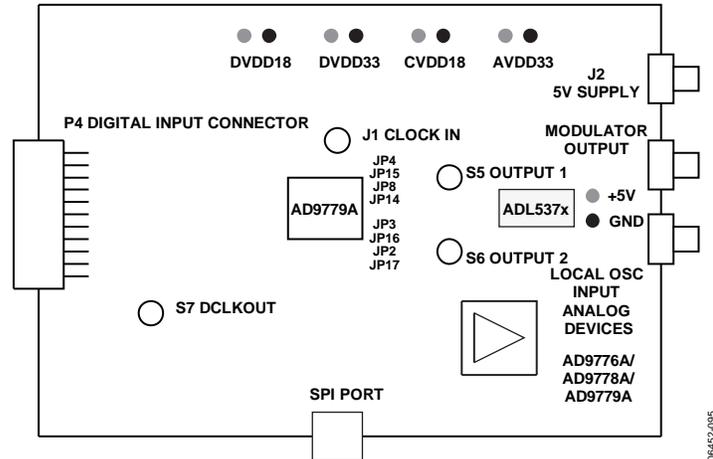 DVDD18 DVDD33 CVDD18 AVDD33
J2
5V SUPPLY
P4 DIGITAL INPUT CONNECTOR
J1 CLOCK IN
MODULATOR
OUTPUT
JP4
JP15
JP8
JP14
S5 OUTPUT 1
AD9779A
ADL537x
+5V
GND
JP3
JP16
JP2
JP17
S6 OUTPUT 2
LOCAL OSC
INPUT
ANALOG
DEVICES
S7 DCLKOUT
AD9776A/
AD9778A/
AD9779A
SPI PORT
06452-095